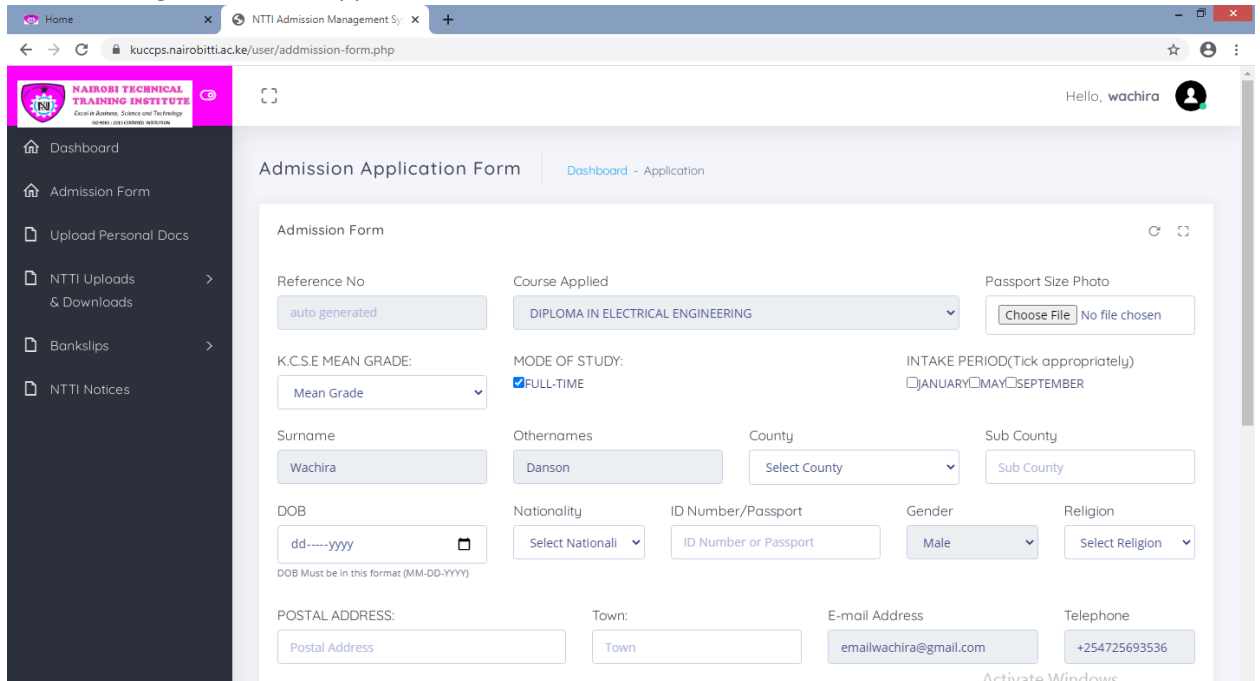 Home
NTTI Admission Management Sy
kuccps.nairobitti.ac.ke/user/addmission-form.php
NAIROBI TECHNICAL
TRAINING INSTITUTE
Excel in Business, Science and Technology
ISO 9001 : 2015 CERTIFIED INSTITUTION
Hello, wachira
Dashboard
Admission Form
Upload Personal Docs
NTTI Uploads
& Downloads
Bankslips
NTTI Notices
Admission Application Form
Dashboard - Application
Admission Form
Reference No
Course Applied
Passport Size Photo
auto generated
DIPLOMA IN ELECTRICAL ENGINEERING
Choose File No file chosen
K.C.S.E MEAN GRADE:
MODE OF STUDY:
INTAKE PERIOD(Tick appropriately)
Mean Grade
FULL-TIME
JANUARY MAY SEPTEMBER
Surname
Othernames
County
Sub County
Wachira
Danson
Select County
Sub County
DOB
Nationality
ID Number/Passport
Gender
Religion
dd-----yyyy
Select Nationali
ID Number or Passport
Male
Select Religion
DOB Must be in this format (MM-DD-YYYY)
POSTAL ADDRESS:
Town:
E-mail Address
Telephone
Postal Address
Town
emailwachira@gmail.com
+254725693536
Activate Windows